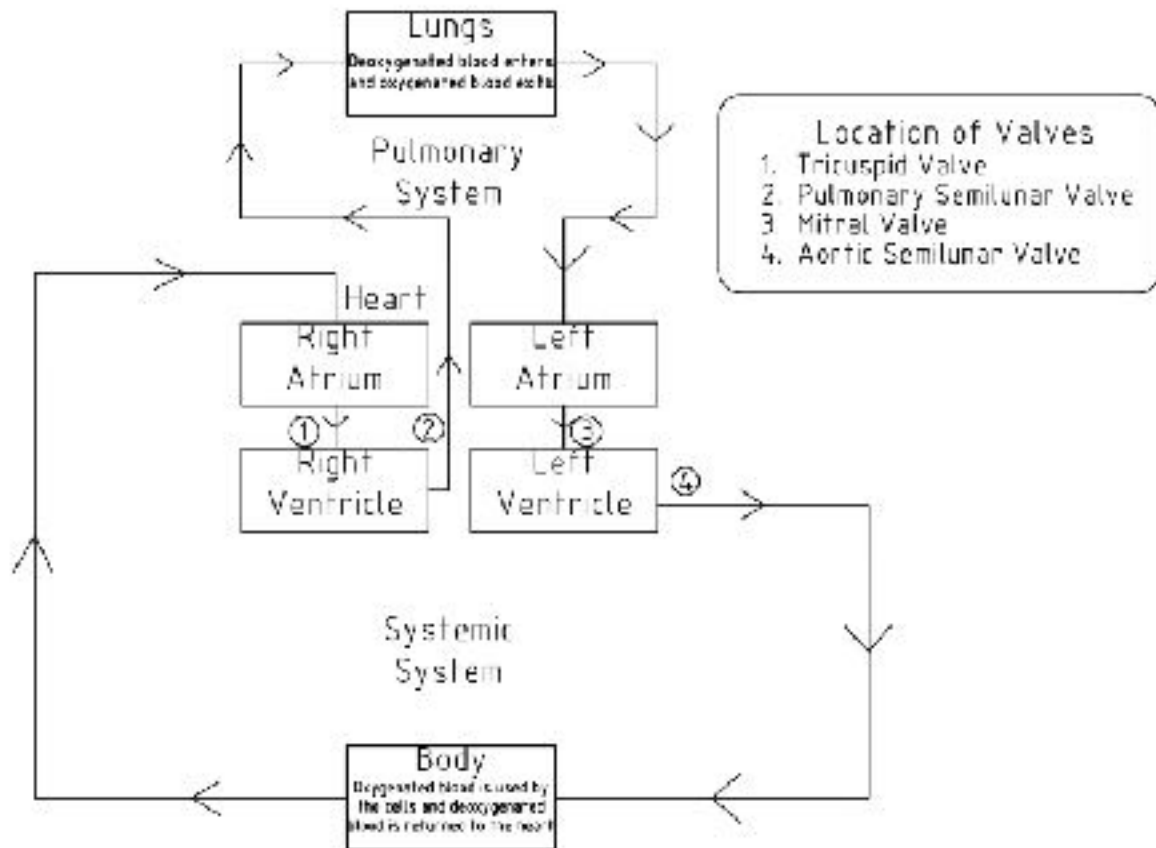 Lungs
Deoxygenated blood enters
and oxygenated blood exits
Pulmonary
System
Location of Valves
1. Tricuspid Valve
2. Pulmonary Semilunar Valve
3 Mitral Valve
4. Aortic Semilunar Valve
Heart
Right
Atrium
Left
Atrium
1
2
3
Right
Ventricle
Left
Ventricle
4
Systemic
System
Body
Oxygenated blood is used by
the cells and deoxygenated
blood is returned to the heart